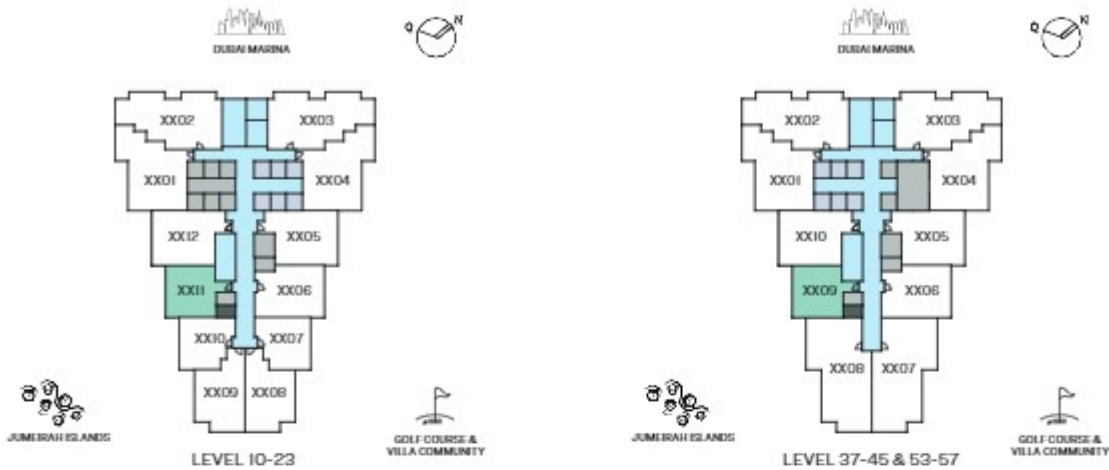 DUBAI MARINA
Q N
XX02 XX03
XX01 XX04
XX12 XX05
XX11 XX06
XX10 XX07
XX09 XX08
JUMEIRAH ISLANDS
GOLF COURSE &
VILLA COMMUNITY
LEVEL 10-23
DUBAI MARINA
Q N
XX02 XX03
XX01 XX04
XX10 XX05
XX09 XX06
XX08 XX07
JUMEIRAH ISLANDS
GOLF COURSE &
VILLA COMMUNITY
LEVEL 37-45 & 53-57